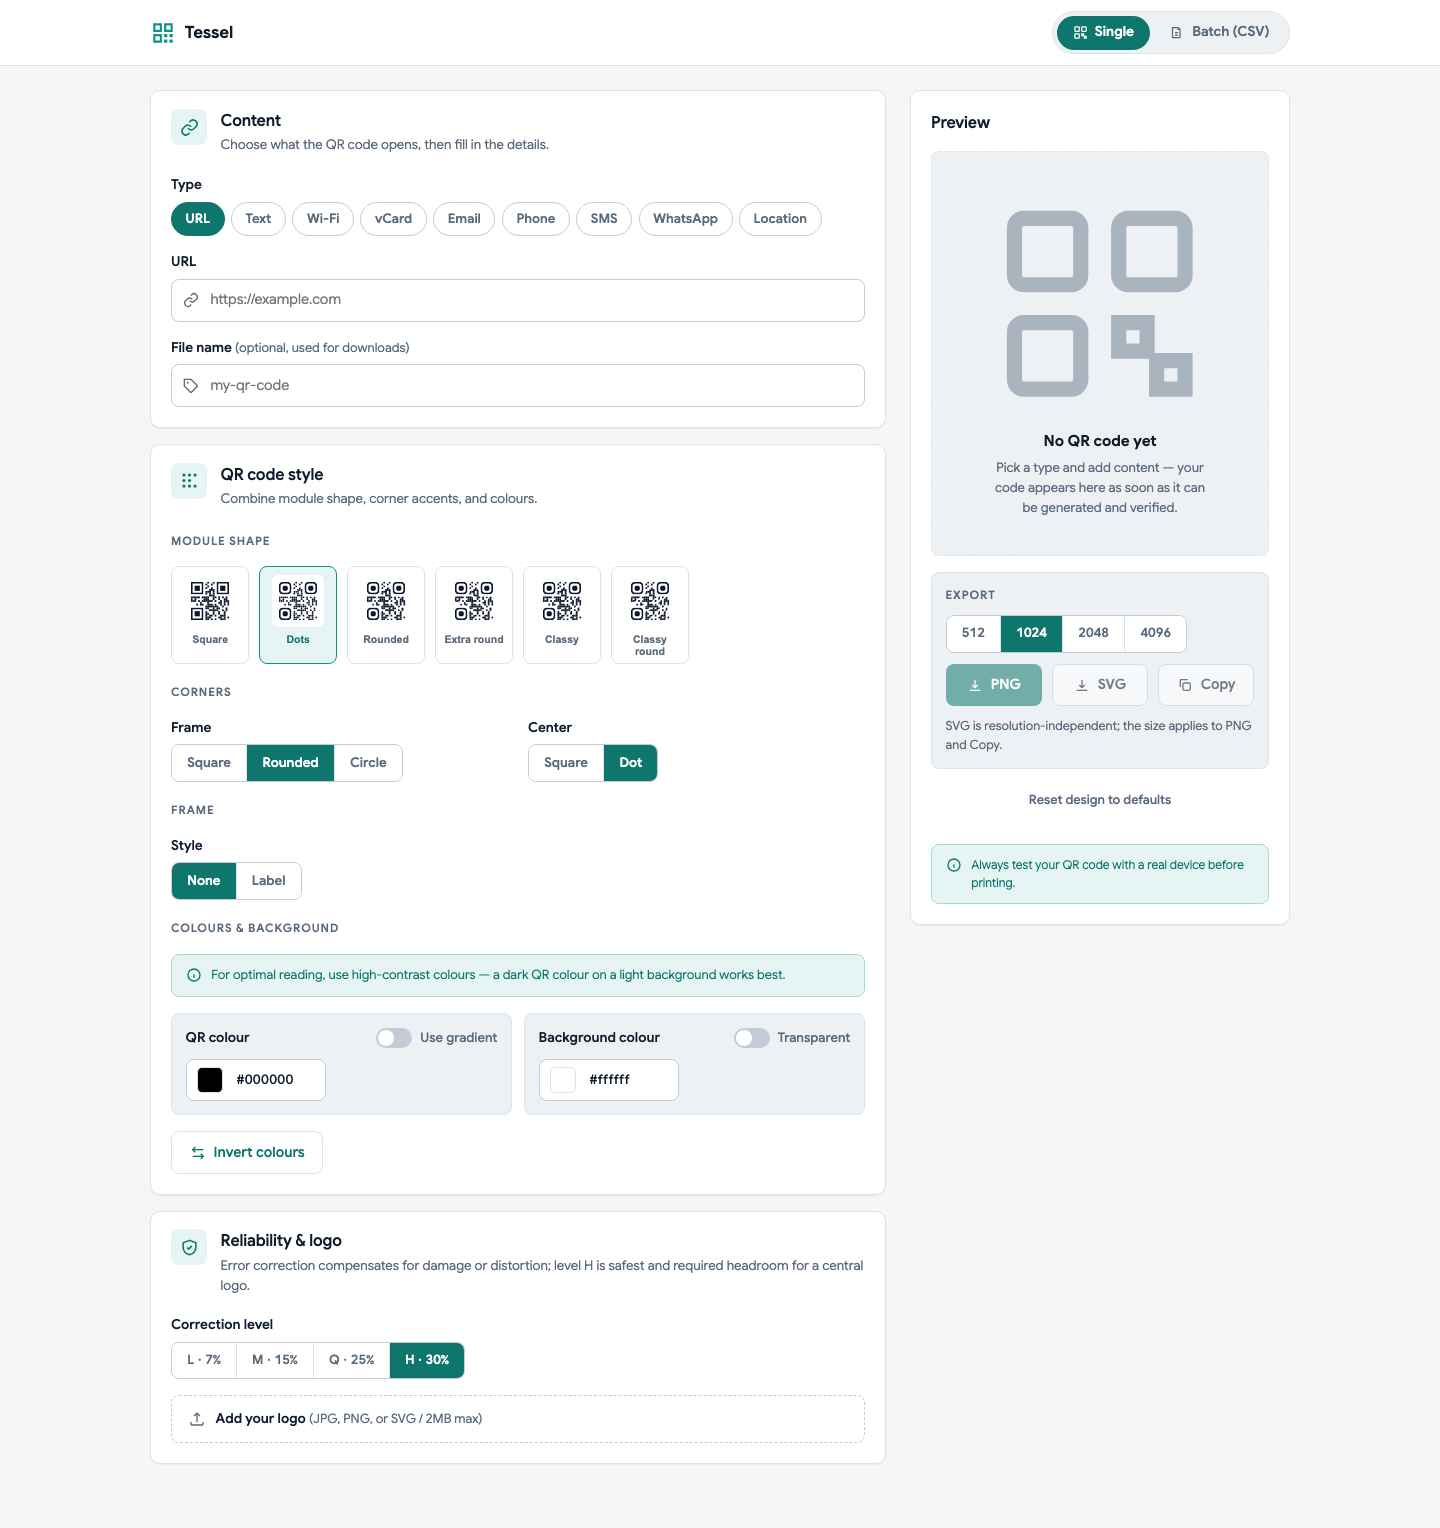 Tessel
Single
Batch (CSV)
Content
Choose what the QR code opens, then fill in the details.
Type
URL
Text
Wi-Fi
vCard
Email
Phone
SMS
WhatsApp
Location
URL
https://example.com
File name (optional, used for downloads)
my-qr-code
QR code style
Combine module shape, corner accents, and colours.
MODULE SHAPE
Square
Dots
Rounded
Extra round
Classy
Classy
round
CORNERS
Frame
Square
Rounded
Circle
Center
Square
Dot
FRAME
Style
None
Label
COLOURS & BACKGROUND
For optimal reading, use high-contrast colours — a dark QR colour on a light background works best.
QR colour
Use gradient
#000000
Background colour
Transparent
#ffffff
Invert colours
Reliability & logo
Error correction compensates for damage or distortion; level H is safest and required headroom for a central
logo.
Correction level
L · 7%
M · 15%
Q · 25%
H · 30%
Add your logo (JPG, PNG, or SVG / 2MB max)
Preview
No QR code yet
Pick a type and add content — your
code appears here as soon as it can
be generated and verified.
EXPORT
512
1024
2048
4096
PNG
SVG
Copy
SVG is resolution-independent; the size applies to PNG
and Copy.
Reset design to defaults
Always test your QR code with a real device before
printing.